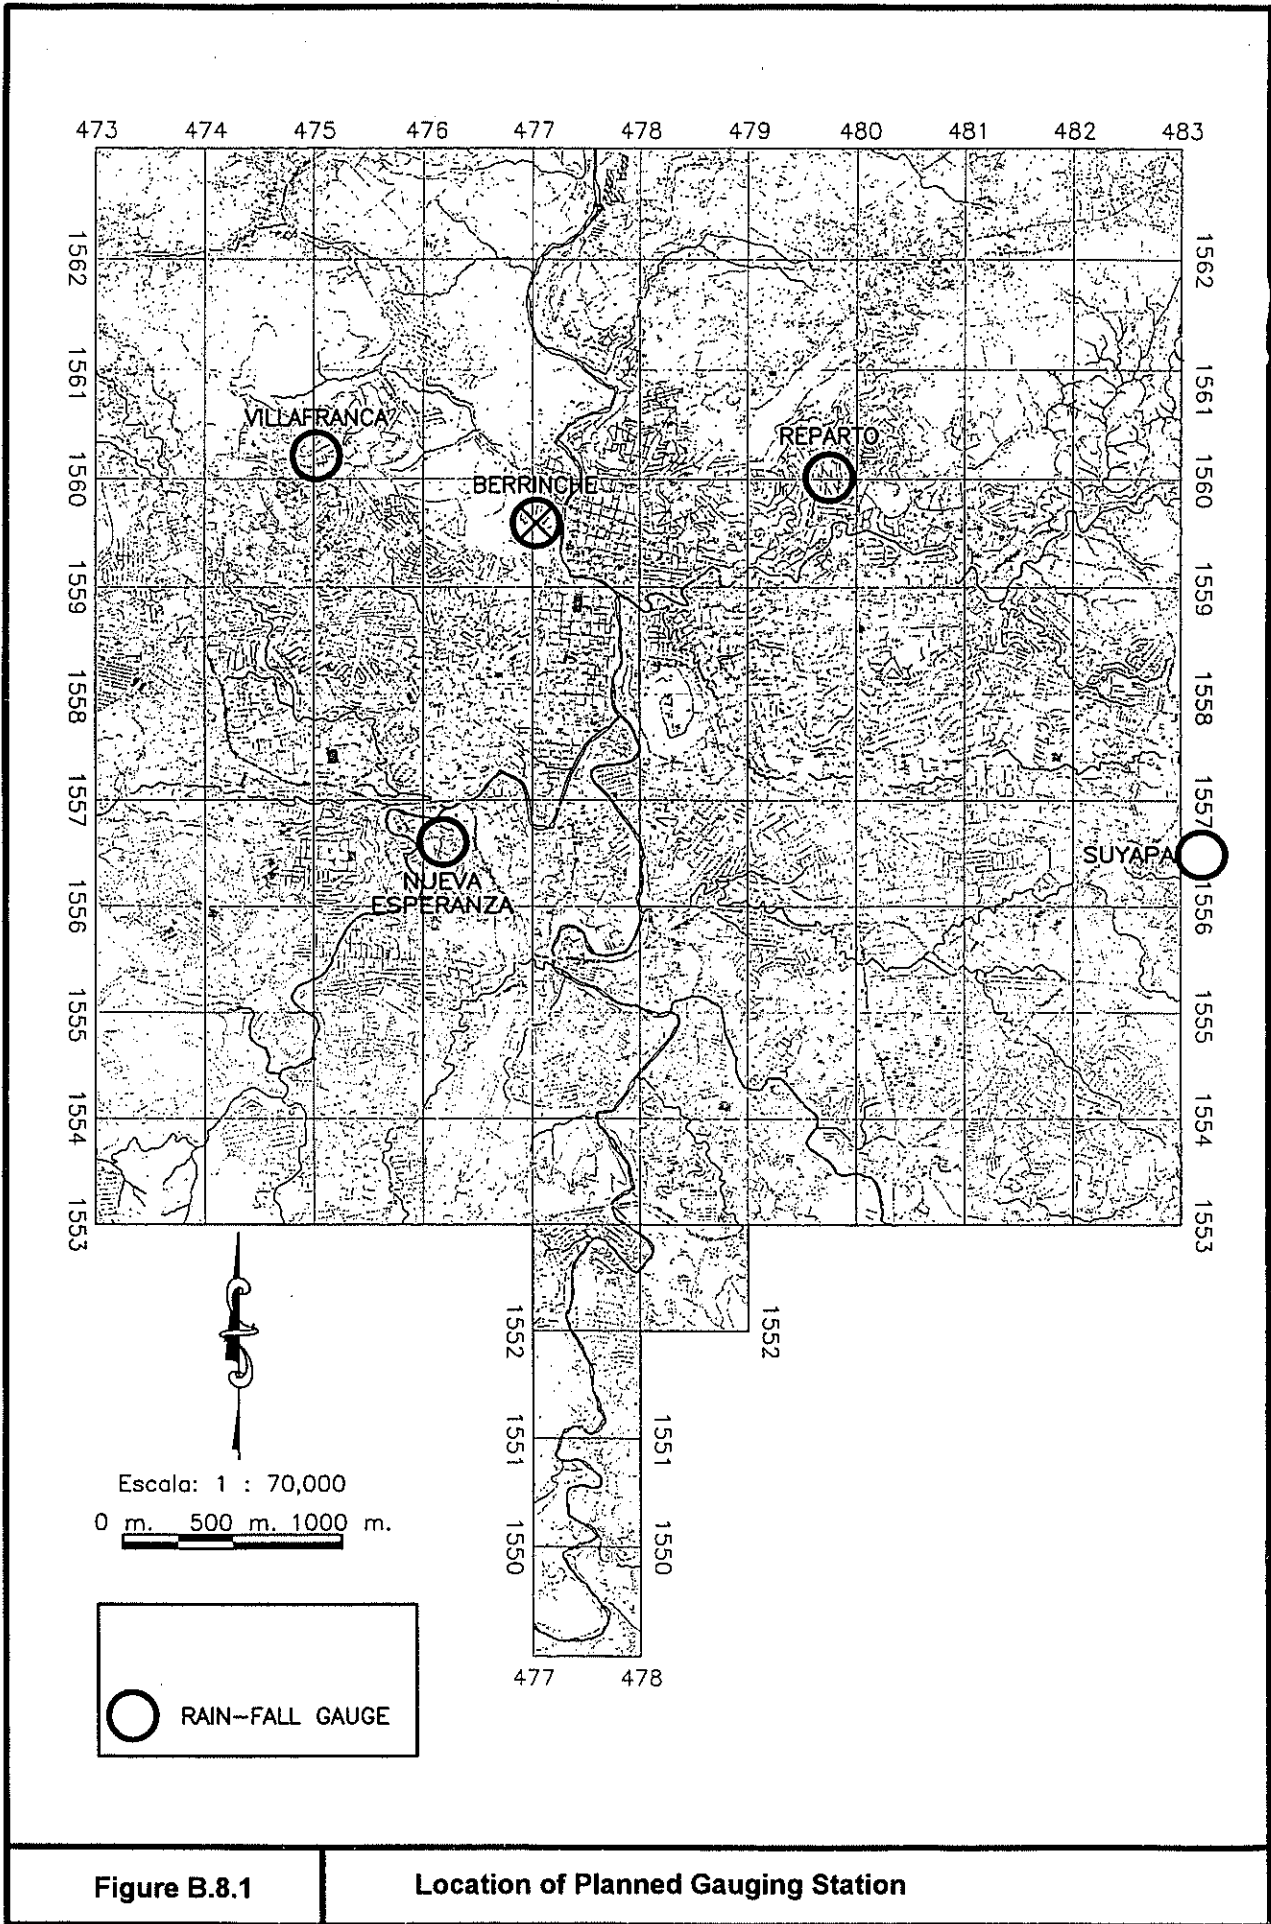 473 474 475 476 477 478 479 480 481 482 483
1562 1562
1561 1561
VILLAFRANCA
REPARTO
1560 1560
BERRINCHE
1559 1559
1558 1558
1557 1557
SUYAPA
NUEVA
ESPERANZA
1556 1556
1555 1555
1554 1554
1553 1553
1552 1552
1551 1551
Escala: 1 : 70,000
0 m. 500 m. 1000 m.
1550 1550
477 478
RAIN-FALL GAUGE
Figure B.8.1
Location of Planned Gauging Station